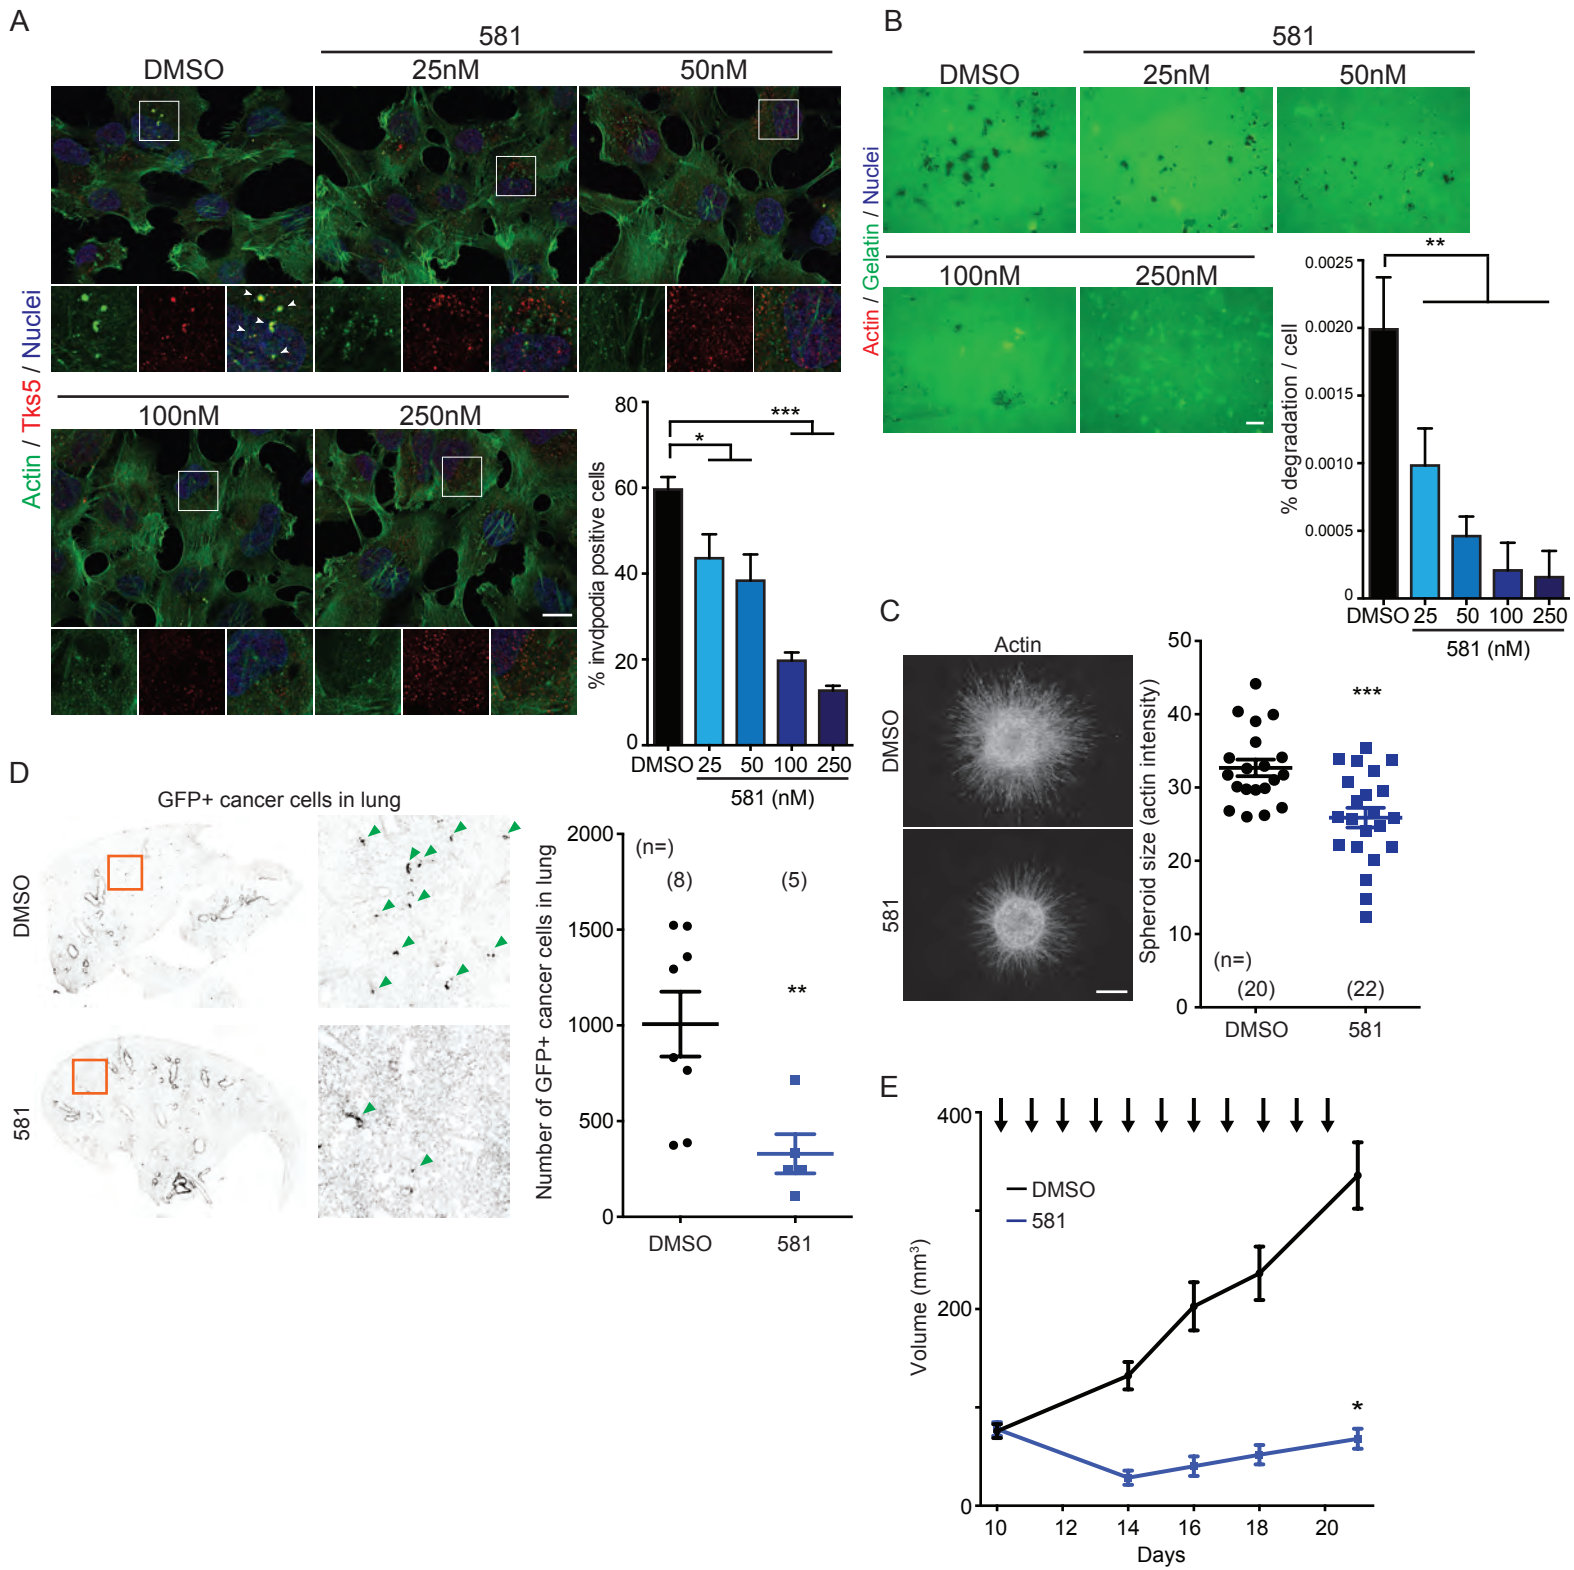 A
581
DMSO
25nM
50nM
Actin / Tks5 / Nuclei
100nM
250nM
% invdpodia positive cells
80
60
40
20
0
*
***
DMSO
25
50
100
250
581 (nM)
B
581
DMSO
25nM
50nM
Actin / Gelatin / Nuclei
100nM
250nM
% degradation / cell
0.0025
0.0020
0.0015
0.0010
0.0005
0
**
DMSO
25
50
100
250
581 (nM)
C
Actin
DMSO
581
Spheroid size (actin intensity)
50
40
30
20
10
0
***
(n=)
(20)
(22)
DMSO
581
D
GFP+ cancer cells in lung
DMSO
581
Number of GFP+ cancer cells in lung
2000
1500
1000
500
0
(n=)
(8)
(5)
**
DMSO
581
E
Volume (mm³)
400
200
0
DMSO
581
*
10
12
14
16
18
20
Days